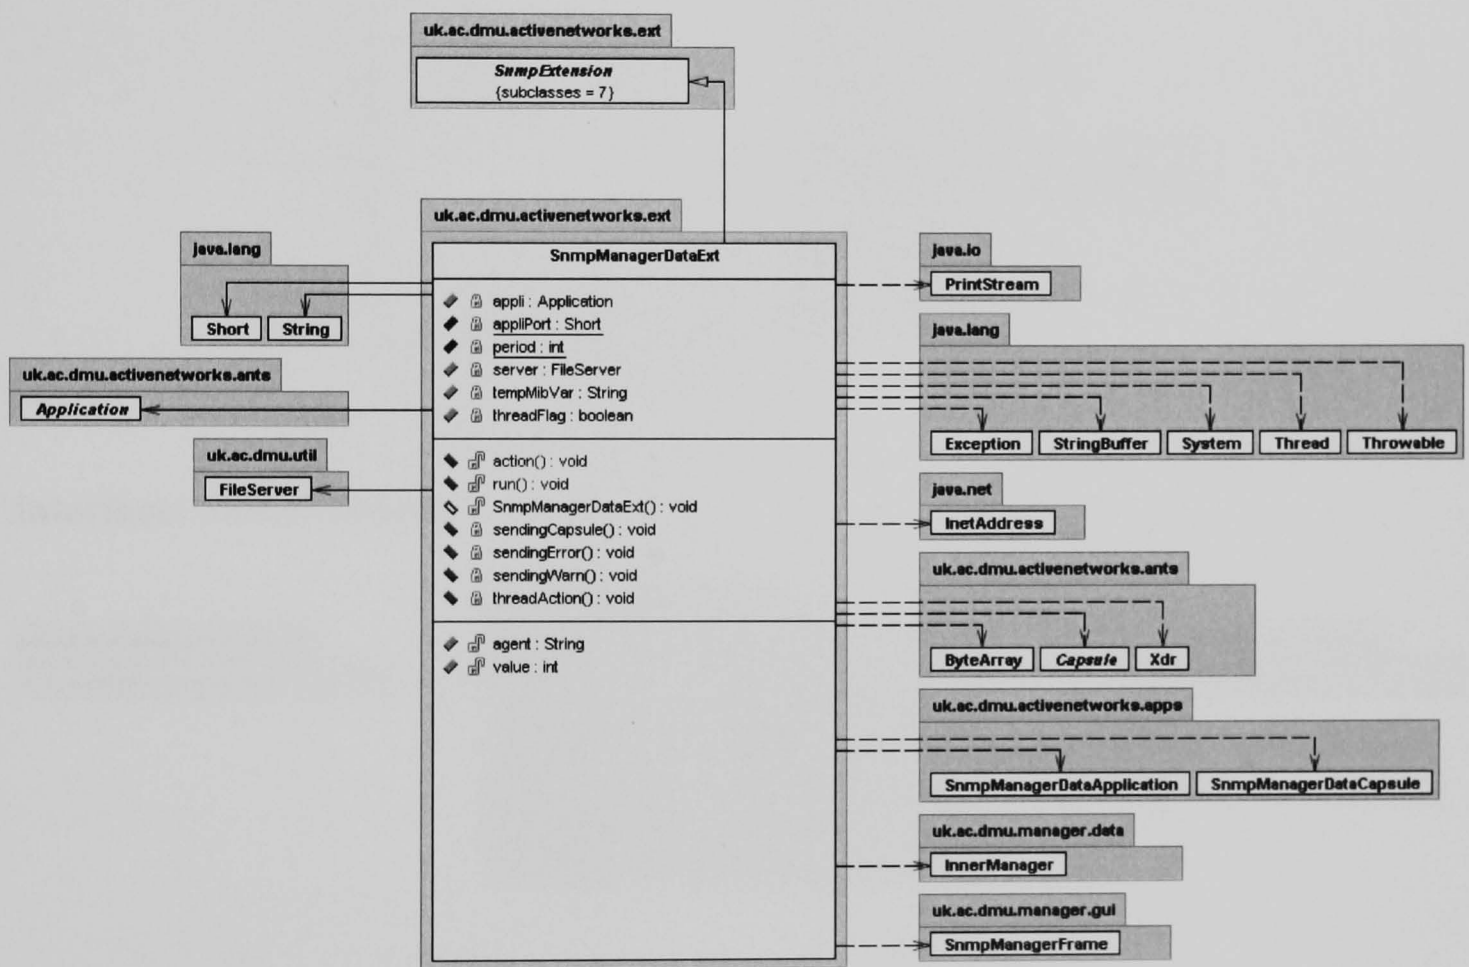 uk.ac.dmu.activenetworks.ext
SnmpExtension
{subclasses = 7}
uk.ac.dmu.activenetworks.ext
SnmpManagerDataExt
appli : Application
appliPort : Short
period : int
server : FileServer
tempMibVar : String
threadFlag : boolean
action() : void
run() : void
SnmpManagerDataExt() : void
sendingCapsule() : void
sendingError() : void
sendingWarn() : void
threadAction() : void
agent : String
value : int
java.lang
Short String
uk.ac.dmu.activenetworks.ants
Application
uk.ac.dmu.util
FileServer
java.io
PrintStream
java.lang
Exception StringBuffer System Thread Throwable
java.net
InetAddress
uk.ac.dmu.activenetworks.ants
ByteArray Capsule Xdr
uk.ac.dmu.activenetworks.apps
SnmpManagerDataApplication SnmpManagerDataCapsule
uk.ac.dmu.manager.data
InnerManager
uk.ac.dmu.manager.gui
SnmpManagerFrame